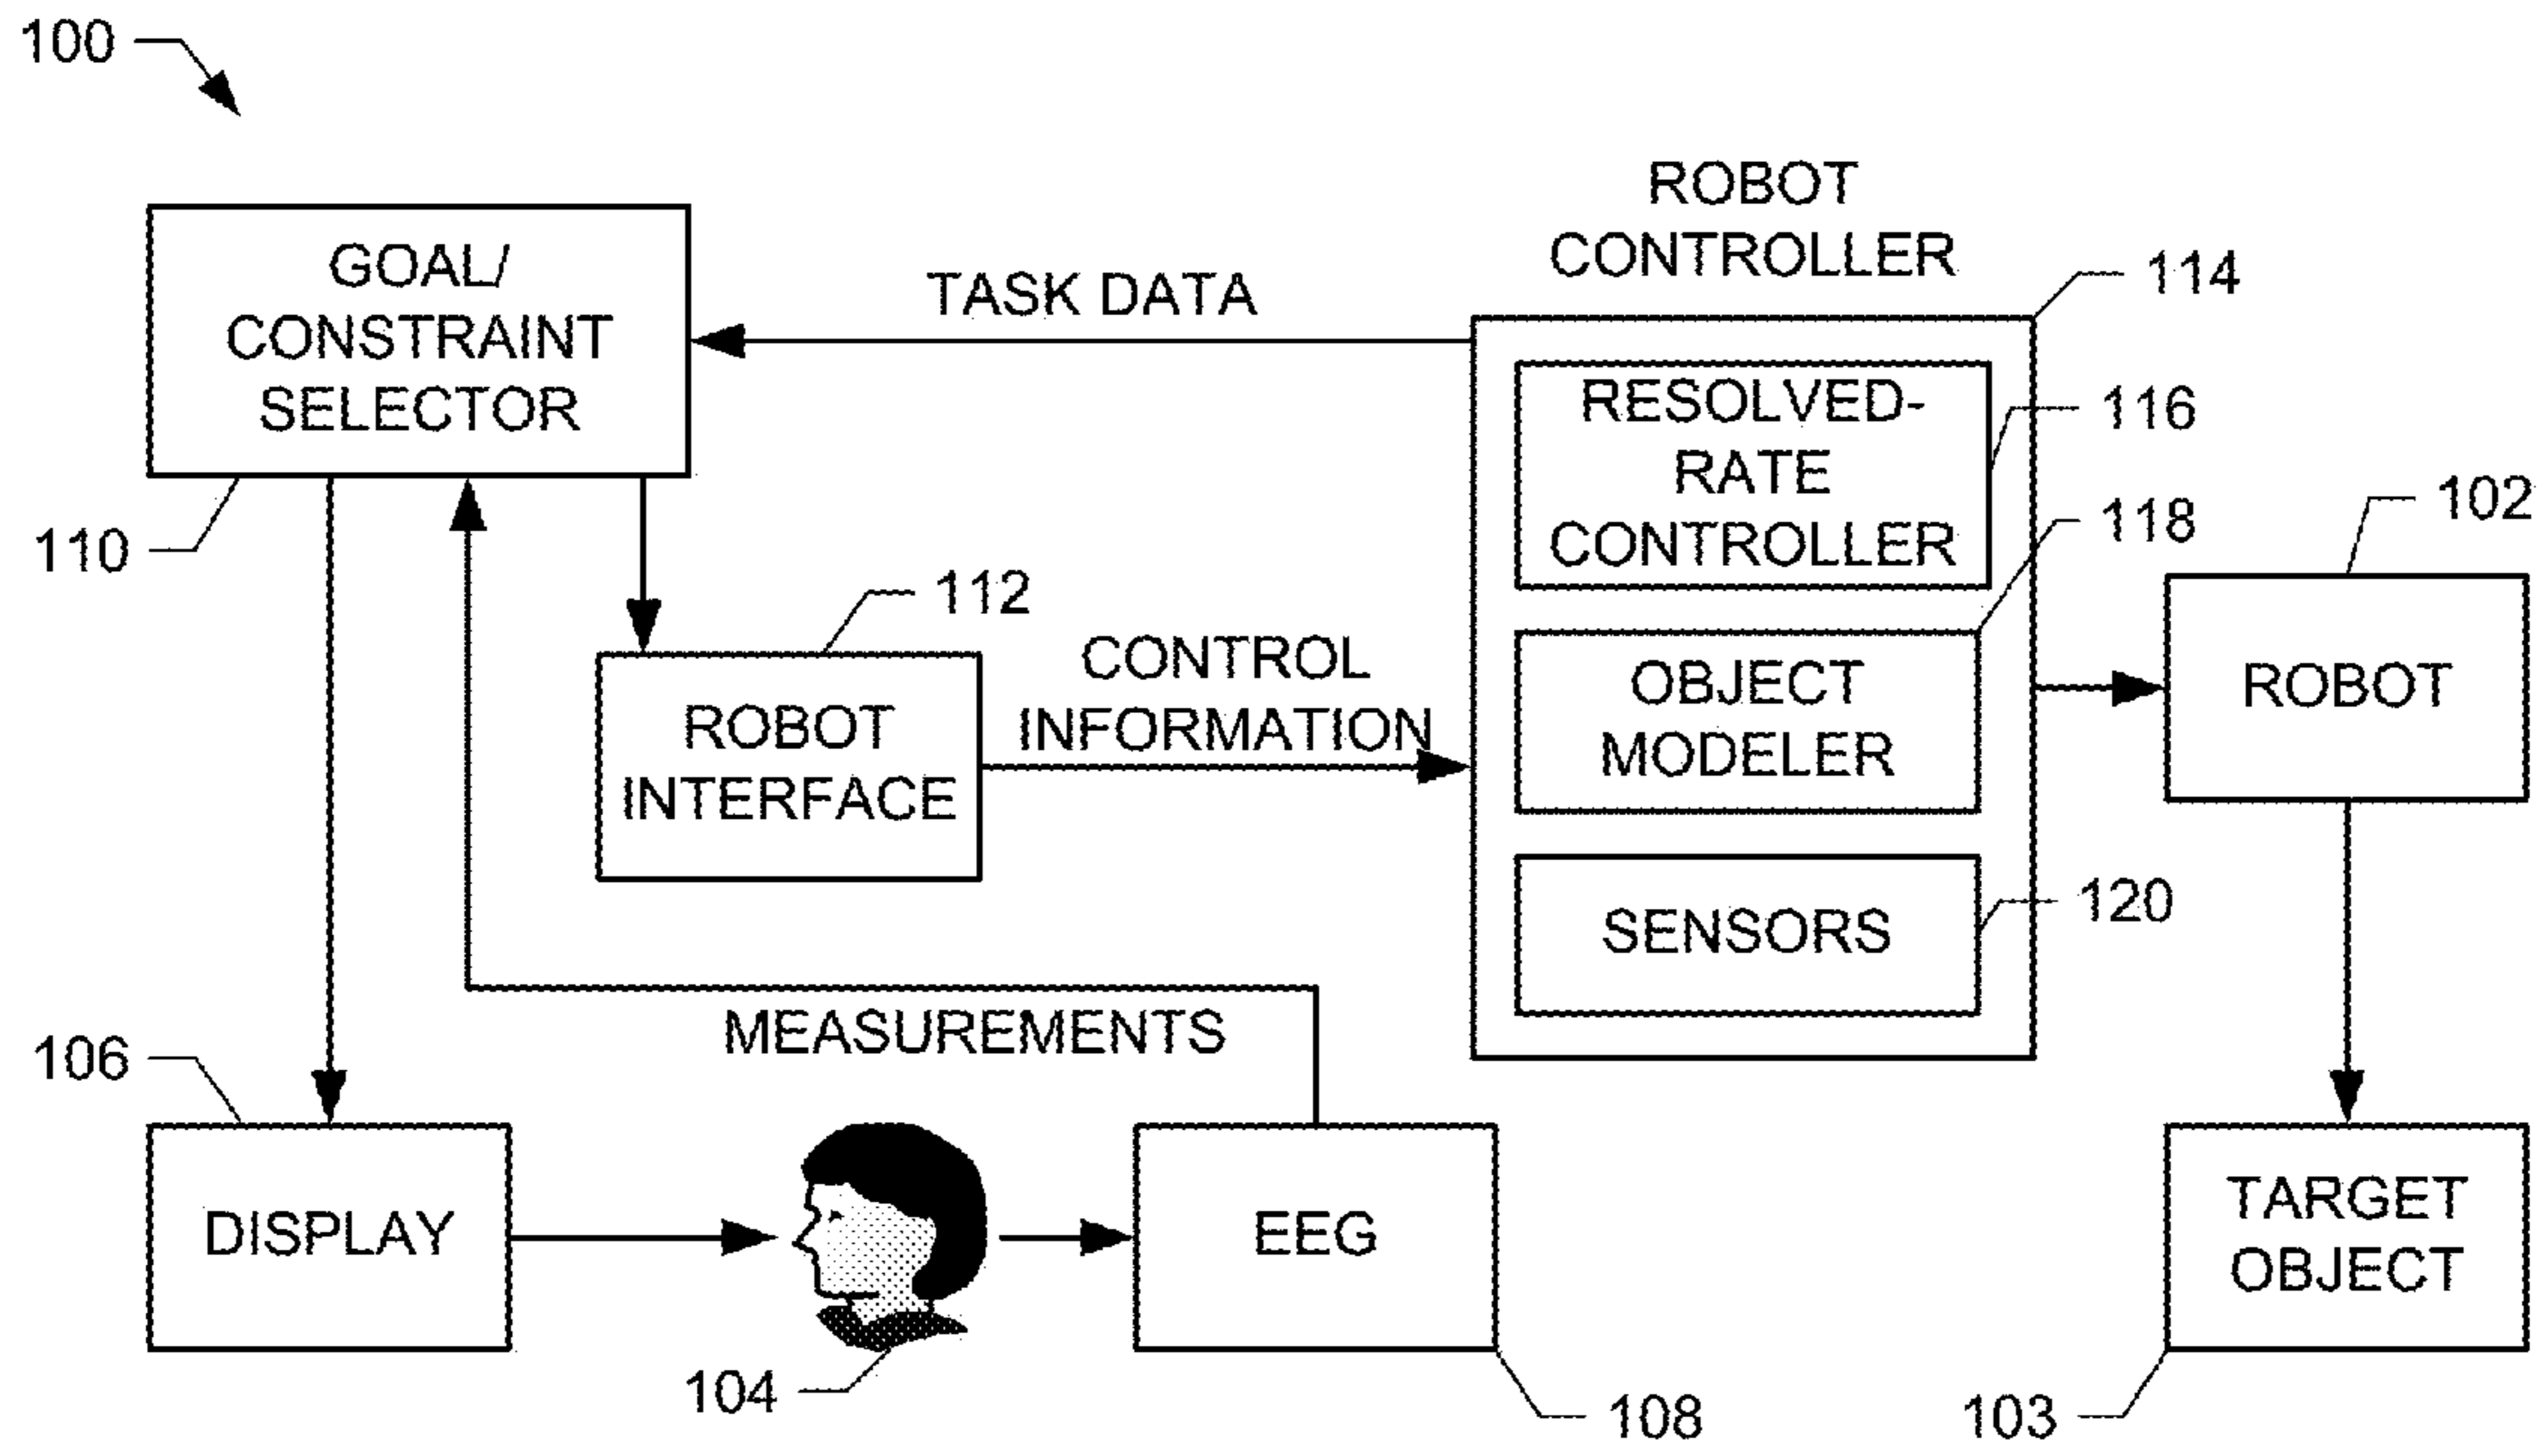 100
ROBOT
CONTROLLER
114
GOAL/
CONSTRAINT
SELECTOR
110
TASK DATA
RESOLVED-
RATE
CONTROLLER
116
118
102
112
CONTROL
INFORMATION
ROBOT
INTERFACE
OBJECT
MODELER
ROBOT
SENSORS
120
MEASUREMENTS
106
DISPLAY
EEG
TARGET
OBJECT
104
108
103